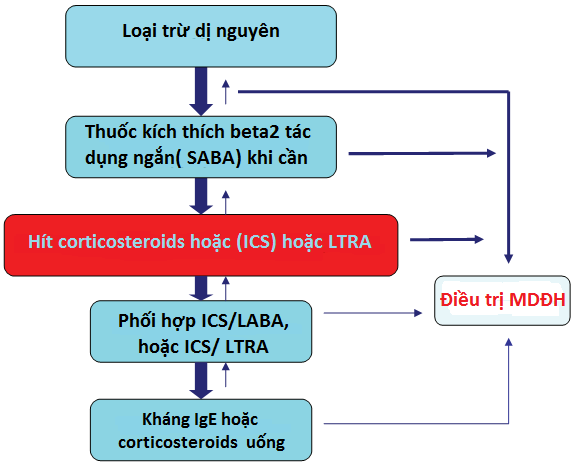 Loại trừ dị nguyên
Thuốc kích thích beta2 tác
dụng ngắn( SABA) khi cần
Hít corticosteroids hoặc (ICS) hoặc LTRA
Điều trị MDĐH
Phối hợp ICS/LABA,
hoặc ICS/ LTRA
Kháng IgE hoặc
corticosteroids uống